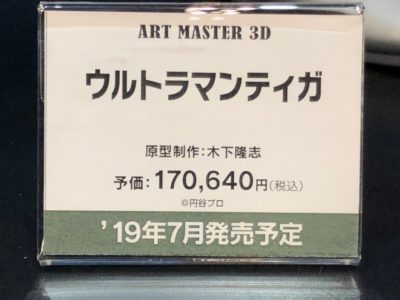 ART MASTER 3D
ウルトラマンティガ
原型制作:木下隆志
予価:170,640円(税込)
©円谷プロ
'19年7月発売予定